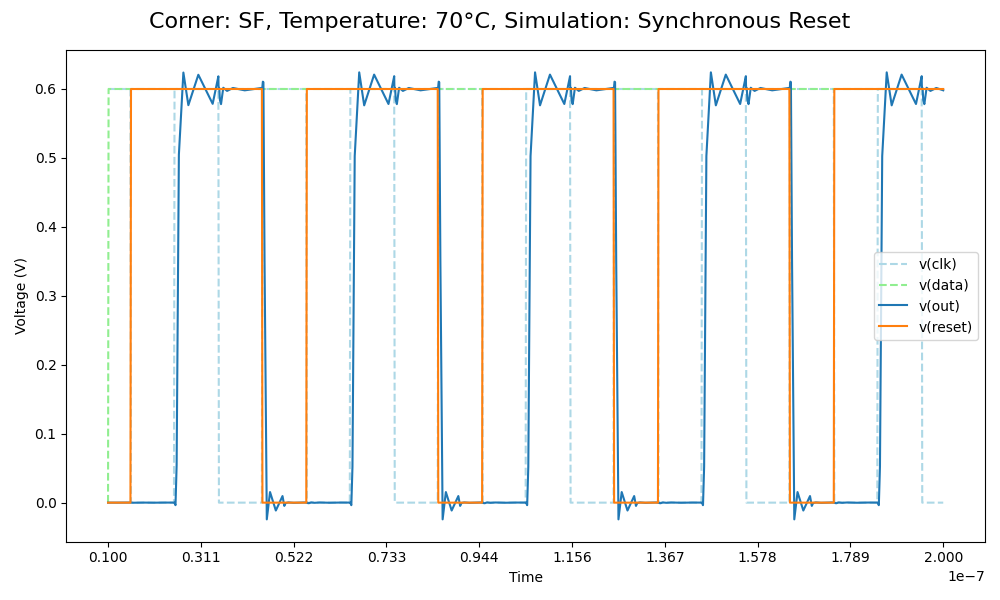 Corner: SF, Temperature: 70°C, Simulation: Synchronous Reset
Voltage (V)
0.6
0.5
0.4
0.3
0.2
0.1
0.0
v(clk)
v(data)
v(out)
v(reset)
0.100 0.311 0.522 0.733 0.944 1.156 1.367 1.578 1.789 2.000
1e−7
Time